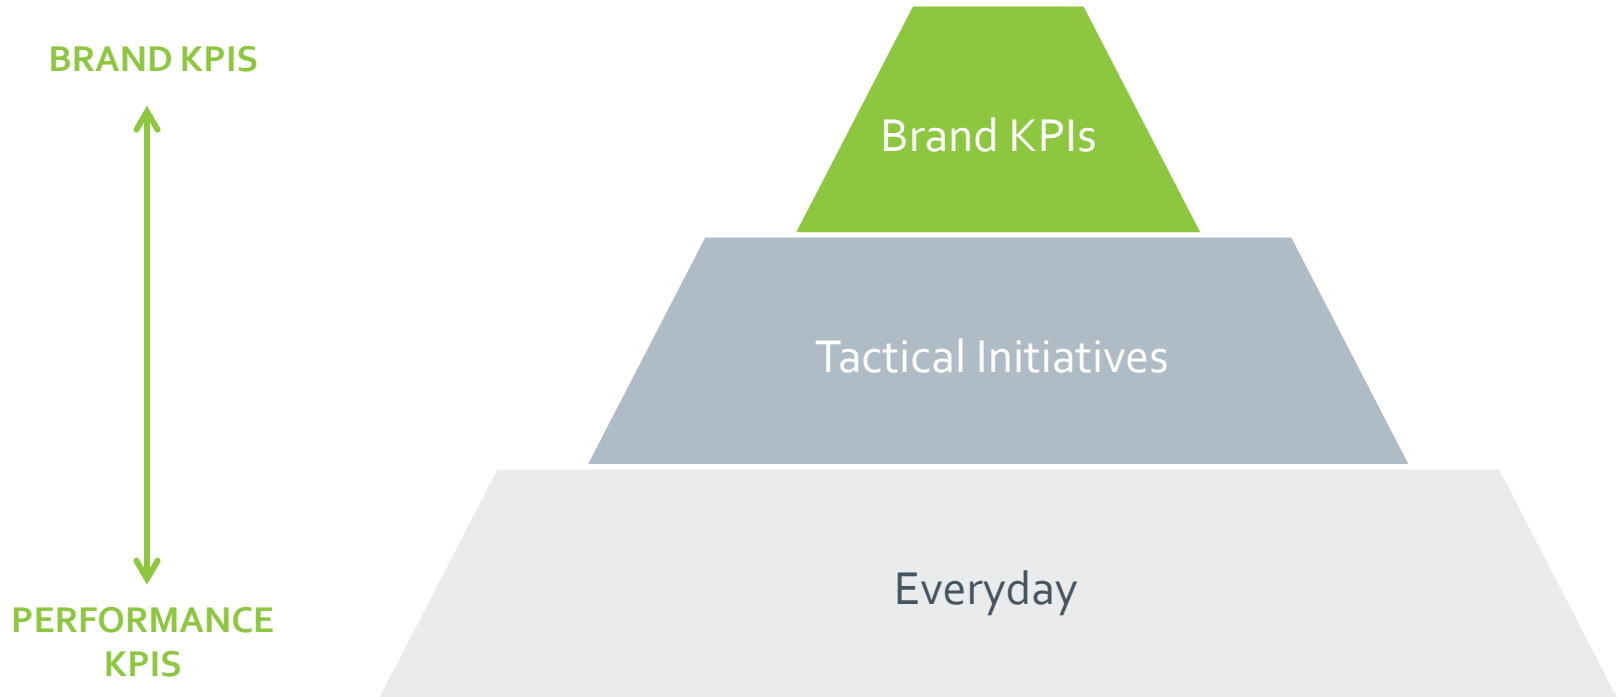 BRAND KPIS
PERFORMANCE
KPIS
Brand KPIs
Tactical Initiatives
Everyday